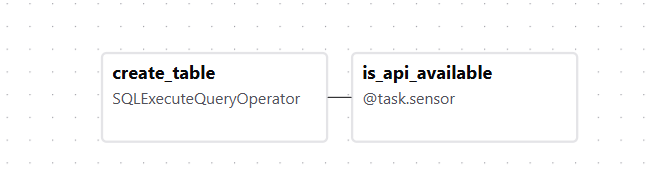 create_table
SQLExecuteQueryOperator
is_api_available
@task.sensor